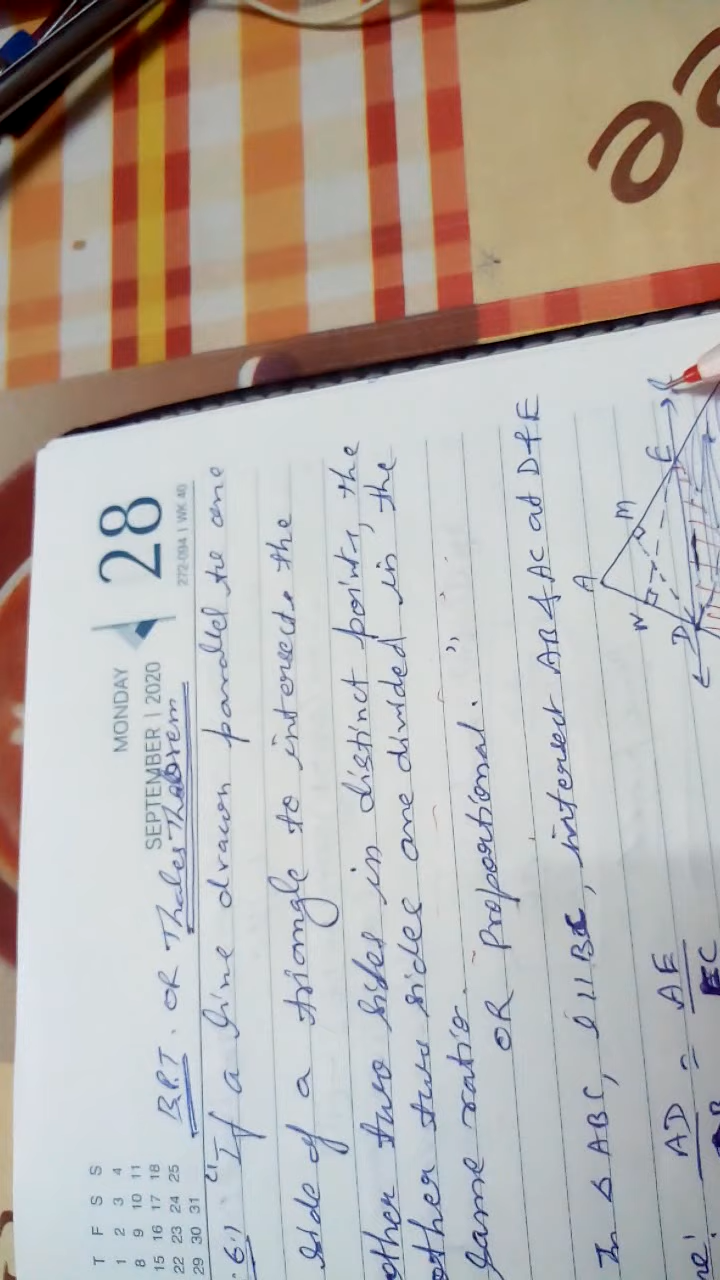 T F S S
1 2 3 4
8 9 10 11
15 16 17 18
22 23 24 25
29 30 31
MONDAY
SEPTEMBER | 2020
28
272-094 | WK 40
B.P.T. OR Thales Theorem
6.1 " If a line drawn parallel to one
side of a triangle to intersects the
other two sides in distinct points, the
other two sides are divided in the
same ratio.
OR Proportional. "
In Δ ABC, l || BC, intersect AB & AC at D & E
A
N M
D E l
AD = AE
EC